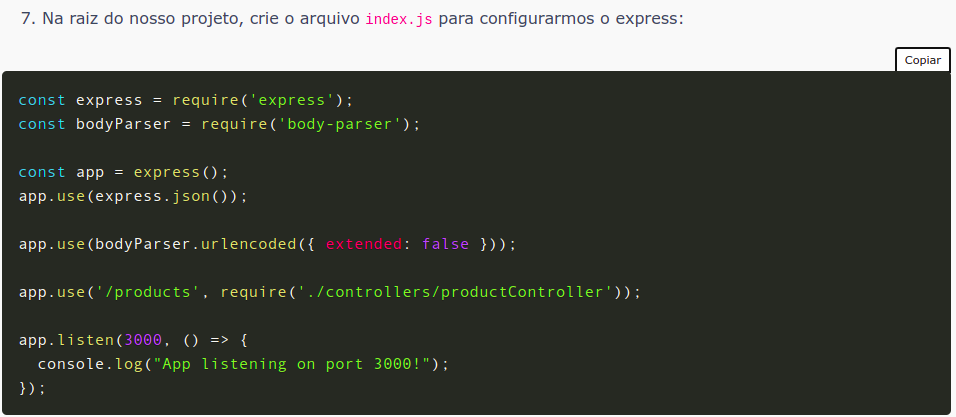 7. Na raiz do nosso projeto, crie o arquivo index.js para configurarmos o express:
Copiar
const express = require('express');
const bodyParser = require('body-parser');
const app = express();
app.use(express.json());
app.use(bodyParser.urlencoded({ extended: false }));
app.use('/products', require('./controllers/productController'));
app.listen(3000, () => {
  console.log("App listening on port 3000!");
});